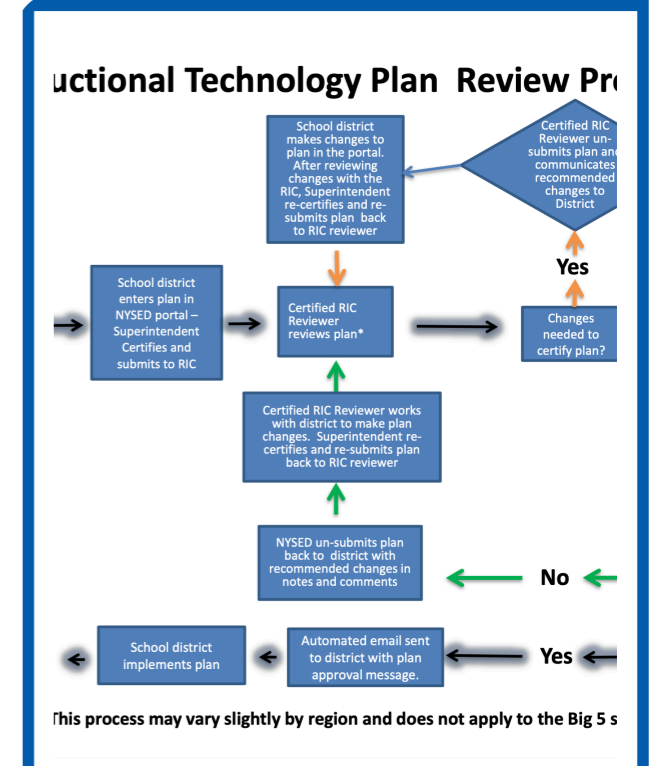 uctional Technology Plan Review Pr
School district
makes changes to
plan in the portal.
After reviewing
changes with the
RIC, Superintendent
re-certifies and re-
submits plan back
to RIC reviewer
Certified RIC
Reviewer un-
submits plan and
communicates
recommended
changes to
District
Yes
School district
enters plan in
NYSED portal –
Superintendent
Certifies and
submits to RIC
Certified RIC
Reviewer
reviews plan*
Changes
needed to
certify plan?
Certified RIC Reviewer works
with district to make plan
changes. Superintendent re-
certifies and re-submits plan
back to RIC reviewer
NYSED un-submits plan
back to district with
recommended changes in
notes and comments
No
School district
implements plan
Automated email sent
to district with plan
approval message.
Yes
This process may vary slightly by region and does not apply to the Big 5 s